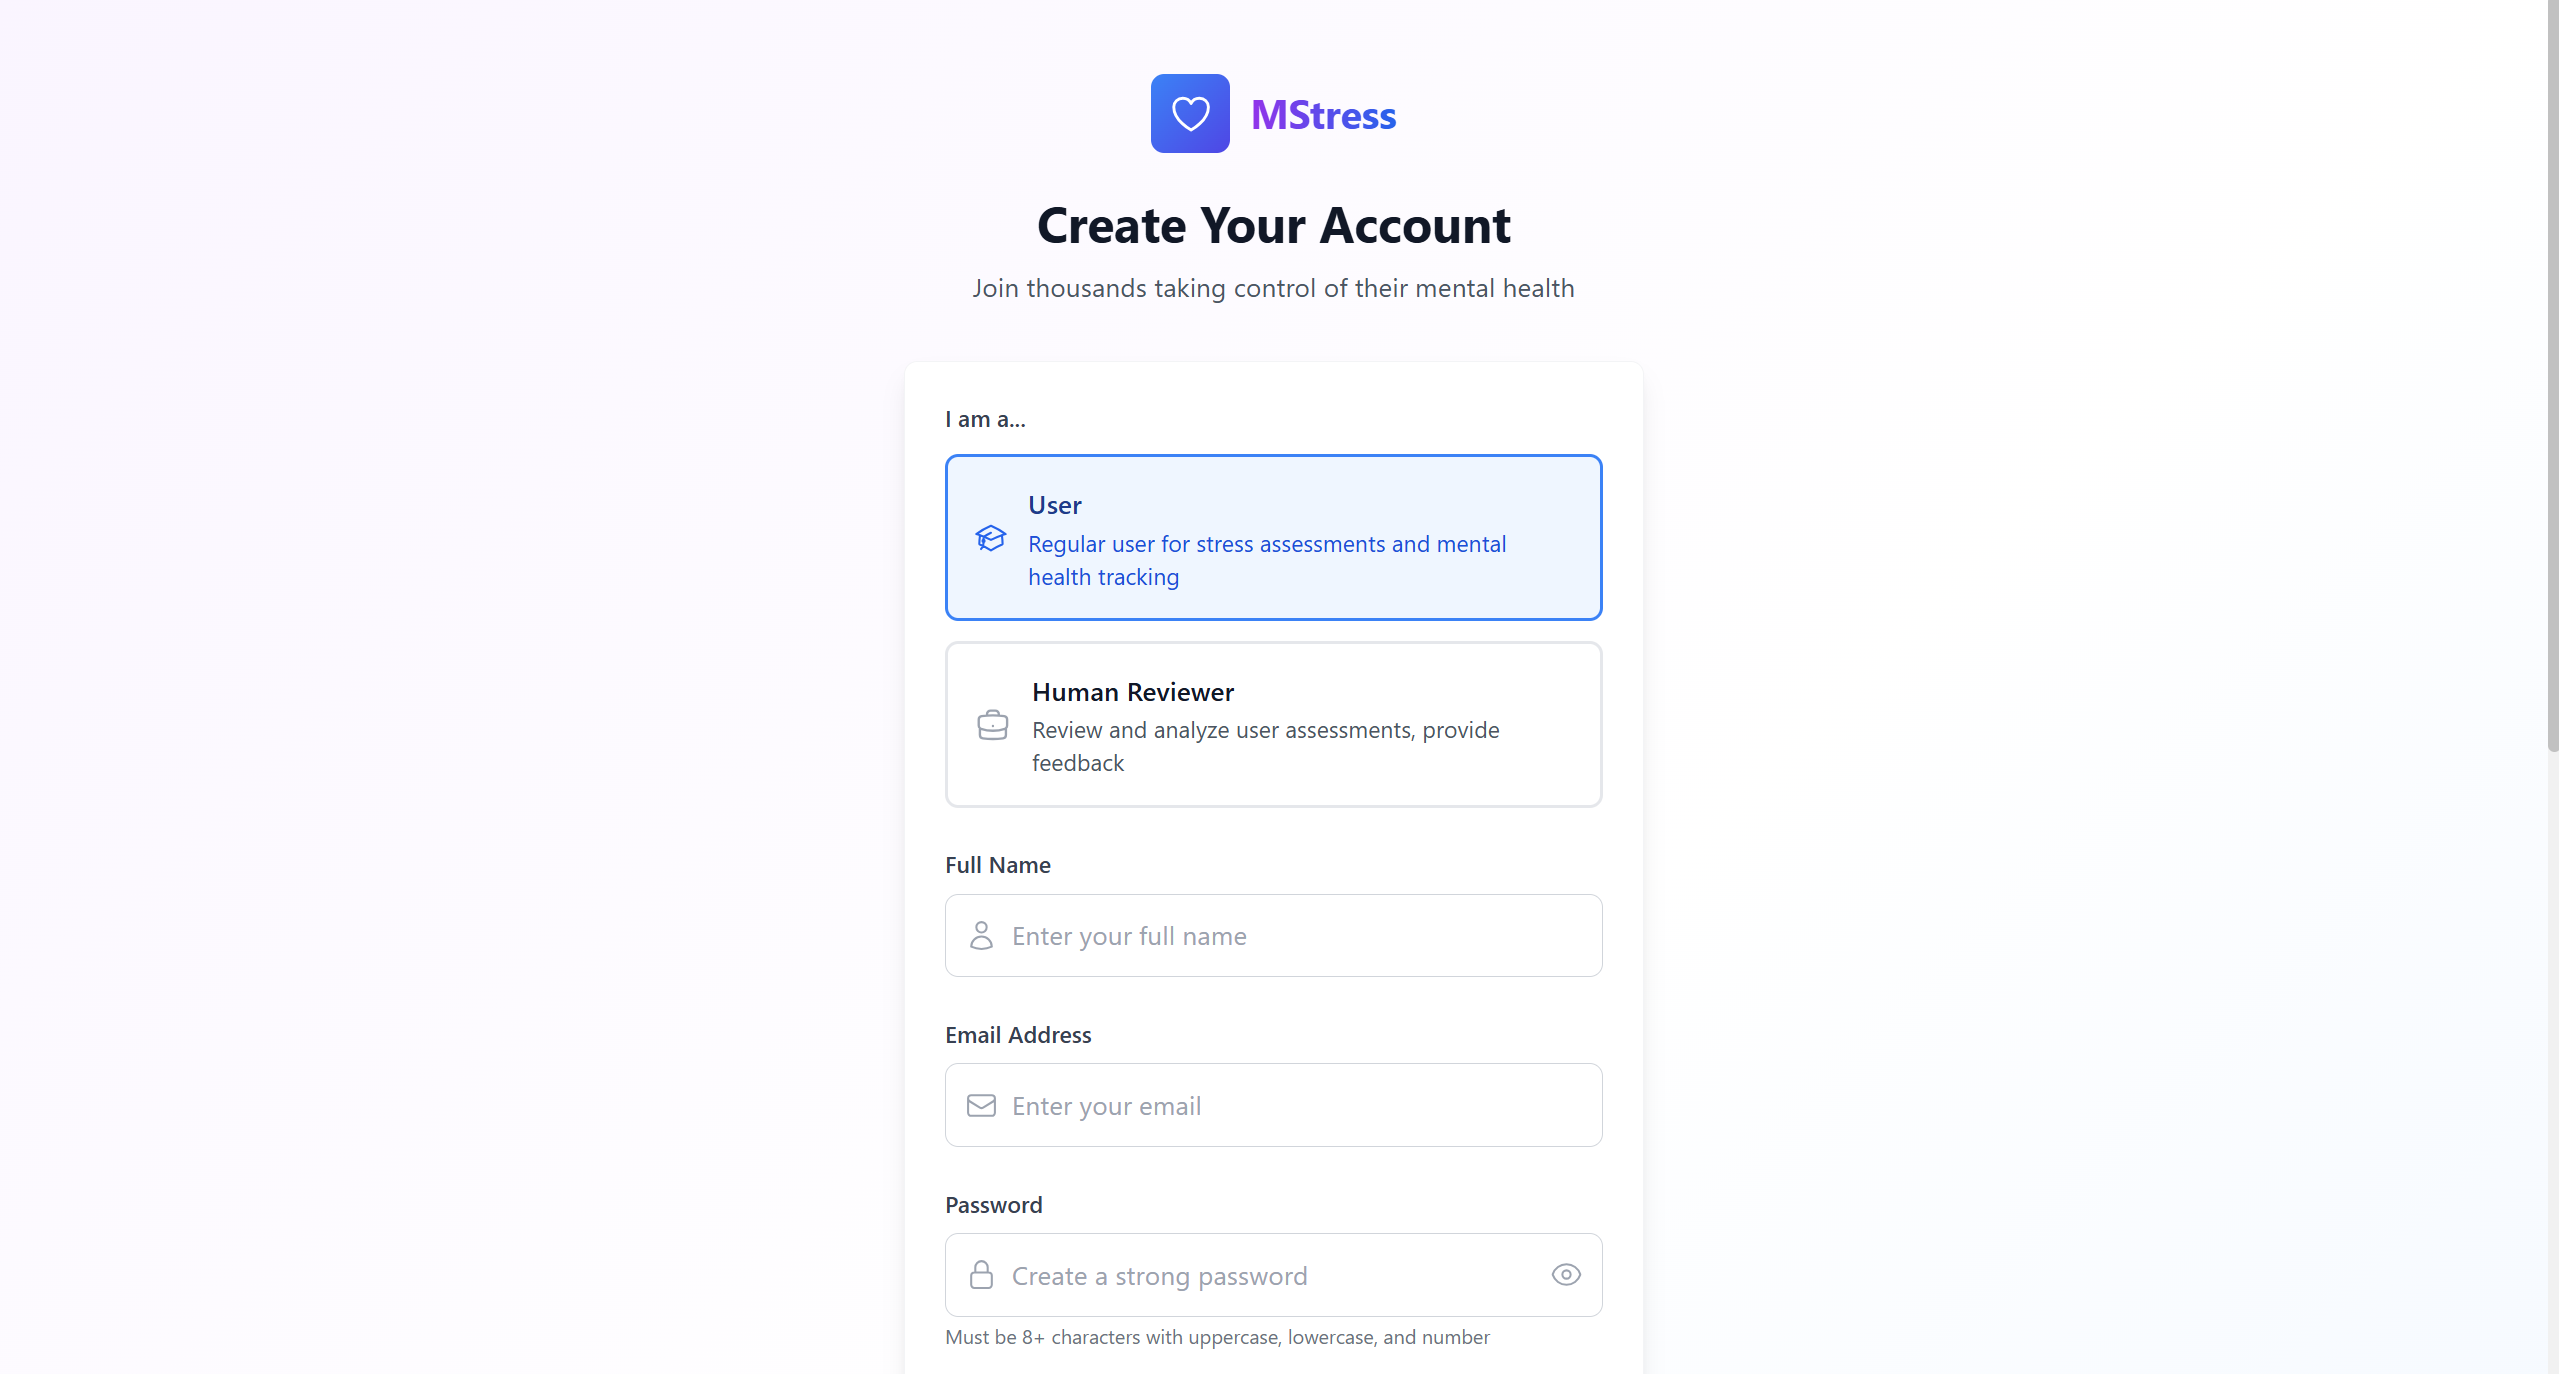 MStress
Create Your Account
Join thousands taking control of their mental health
I am a...
User
Regular user for stress assessments and mental
health tracking
Human Reviewer
Review and analyze user assessments, provide
feedback
Full Name
Enter your full name
Email Address
Enter your email
Password
Create a strong password
Must be 8+ characters with uppercase, lowercase, and number